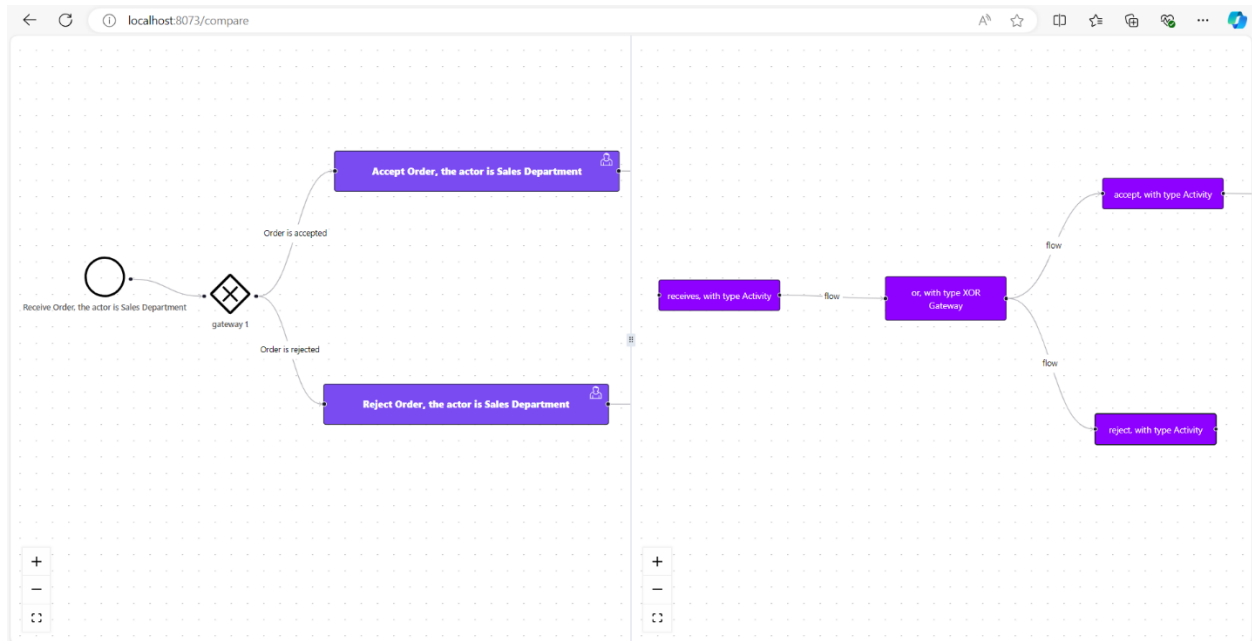 localhost:8073/compare
Accept Order, the actor is Sales Department
Order is accepted
Receive Order, the actor is Sales Department
gateway 1
Order is rejected
Reject Order, the actor is Sales Department
accept, with type Activity
flow
receives, with type Activity
flow
or, with type XOR
Gateway
flow
reject, with type Activity